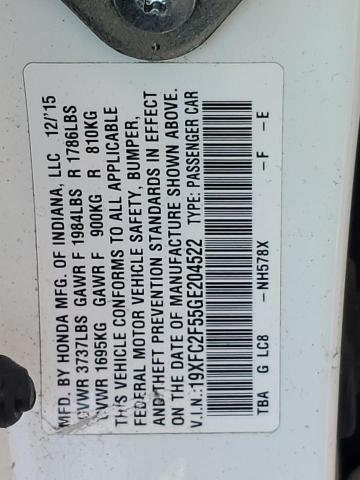 MFD. BY HONDA MFG. OF INDIANA, LLC 12/'15
GVWR 3737LBS GAWR F 1984LBS R 1786LBS
GVWR 1695KG GAWR F 900KG R 810KG
THIS VEHICLE CONFORMS TO ALL APPLICABLE
FEDERAL MOTOR VEHICLE SAFETY, BUMPER,
AND THEFT PREVENTION STANDARDS IN EFFECT
ON THE DATE OF MANUFACTURE SHOWN ABOVE.
V.I.N.: 19XFC2F55GE204522 TYPE: PASSENGER CAR
TBA G LC8 -NH578X -F -E